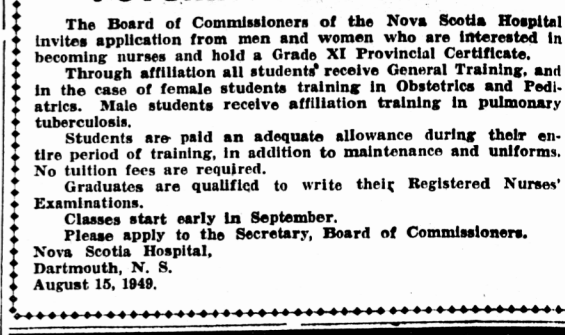 The Board of Commissioners of the Nova Scotia Hospital
invites application from men and women who are interested in
becoming nurses and hold a Grade XI Provincial Certificate.
Through affiliation all students receive General Training, and
in the case of female students training in Obstetrics and Pedi-
atrics. Male students receive affiliation training in pulmonary
tuberculosis.
Students are paid an adequate allowance during their en-
tire period of training, in addition to maintenance and uniforms.
No tuition fees are required.
Graduates are qualified to write their Registered Nurses'
Examinations.
Classes start early in September.
Please apply to the Secretary, Board of Commissioners.
Nova Scotia Hospital,
Dartmouth, N. S.
August 15, 1949.